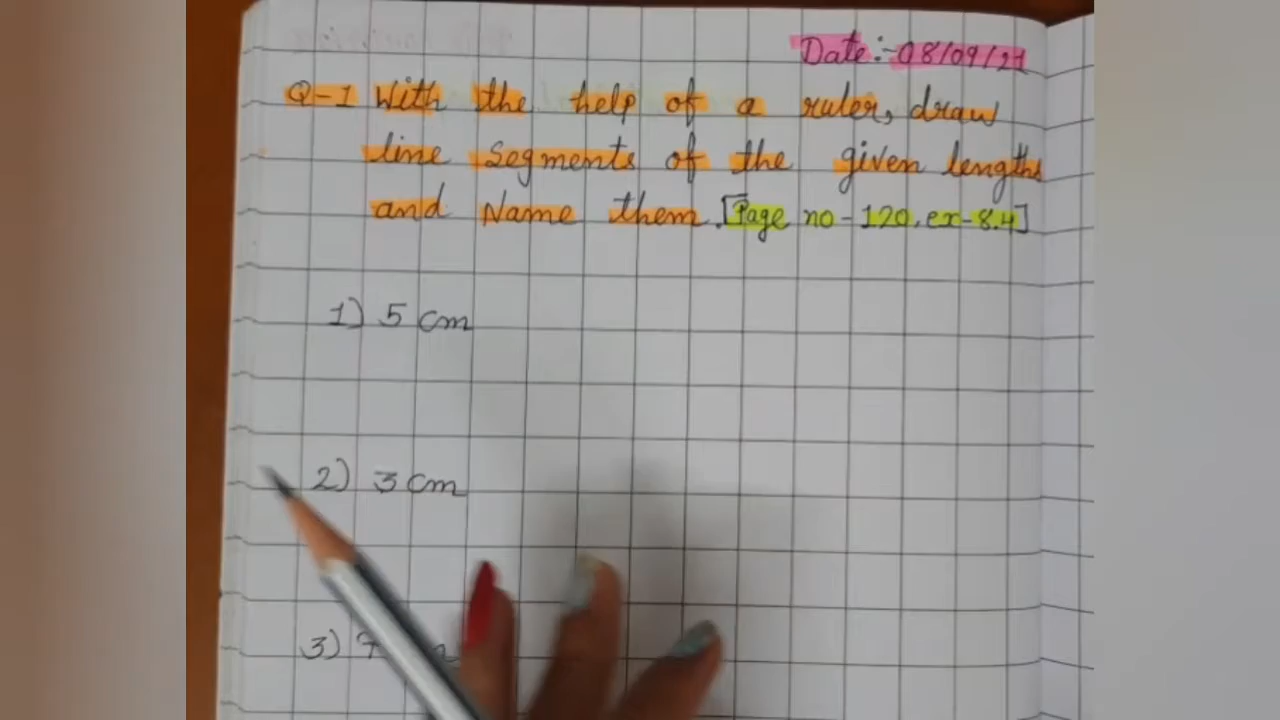 Date:-08/09/21
Q-1 With the help of a ruler, draw
line segments of the given lengths
and Name them. [Page no-120, ex-8.4]
1) 5 cm
2) 3 cm
3) 7